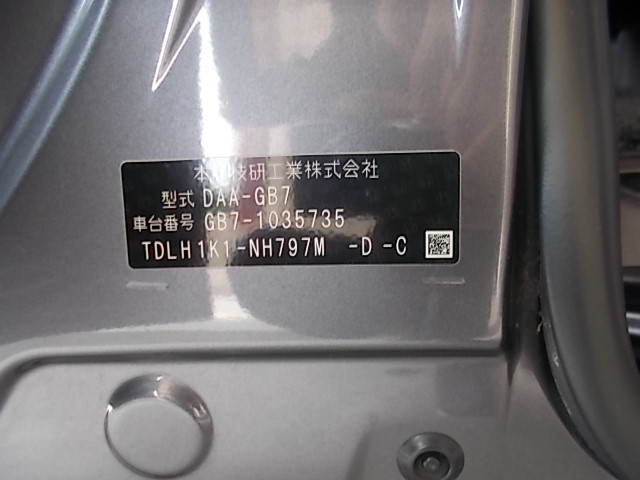 本田技研工業株式会社
型式 DAA-GB7
車台番号 GB7-1035735
TDLH1K1-NH797M -D -C